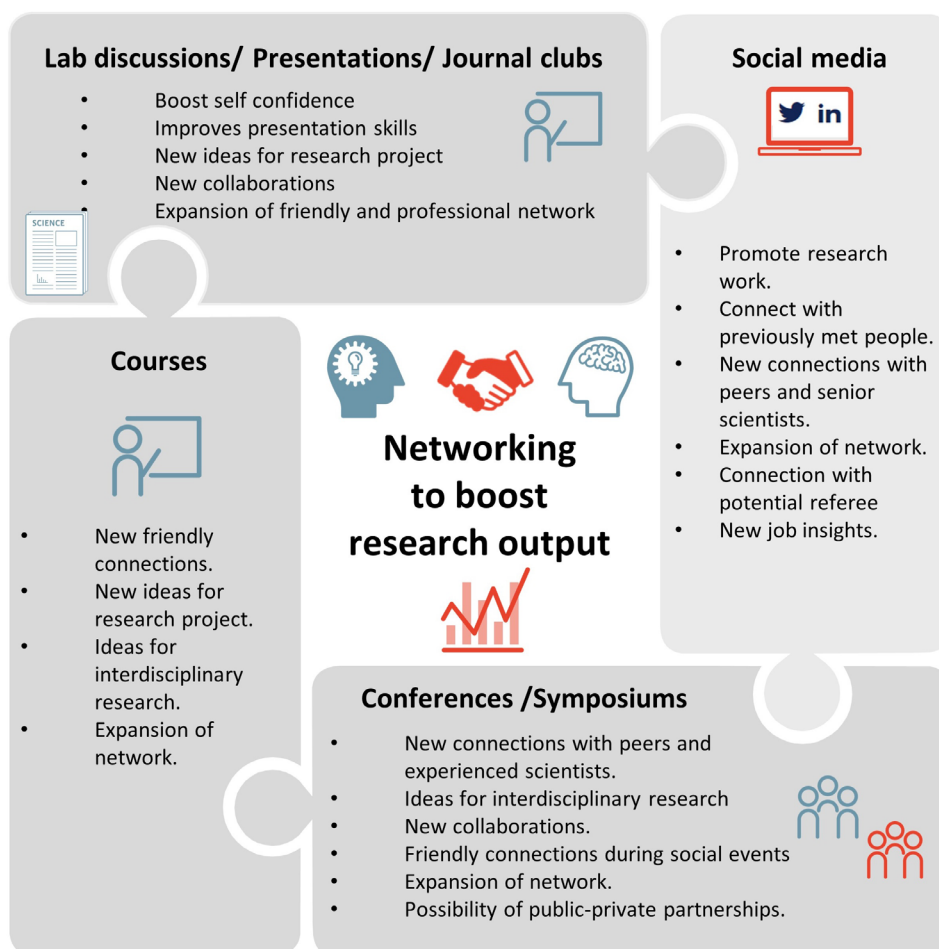 Lab discussions/ Presentations/ Journal clubs
• Boost self confidence
• Improves presentation skills
• New ideas for research project
• New collaborations
• Expansion of friendly and professional network
SCIENCE
Social media
in
• Promote research
work.
• Connect with
previously met people.
• New connections with
peers and senior
scientists.
• Expansion of network.
• Connection with
potential referee
• New job insights.
Courses
• New friendly
connections.
• New ideas for
research project.
• Ideas for
interdisciplinary
research.
• Expansion of
network.
Networking
to boost
research output
Conferences /Symposiums
• New connections with peers and
experienced scientists.
• Ideas for interdisciplinary research
• New collaborations.
• Friendly connections during social events
• Expansion of network.
• Possibility of public-private partnerships.